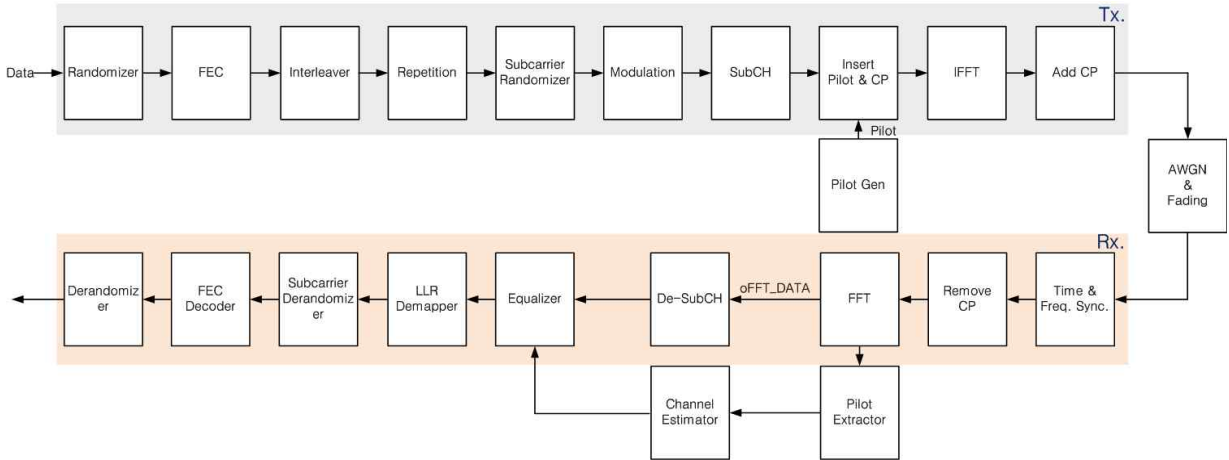 Tx.
Data
Randomizer
FEC
Interleaver
Repetition
Subcarrier
Randomizer
Modulation
SubCH
Insert
Pilot & CP
IFFT
Add CP
Pilot
Pilot Gen
AWGN
&
Fading
Rx.
Derandomiz
er
FEC
Decoder
Subcarrier
Derandomiz
er
LLR
Demapper
Equalizer
De-SubCH
oFFT_DATA
FFT
Remove
CP
Time &
Freq. Sync.
Channel
Estimator
Pilot
Extractor